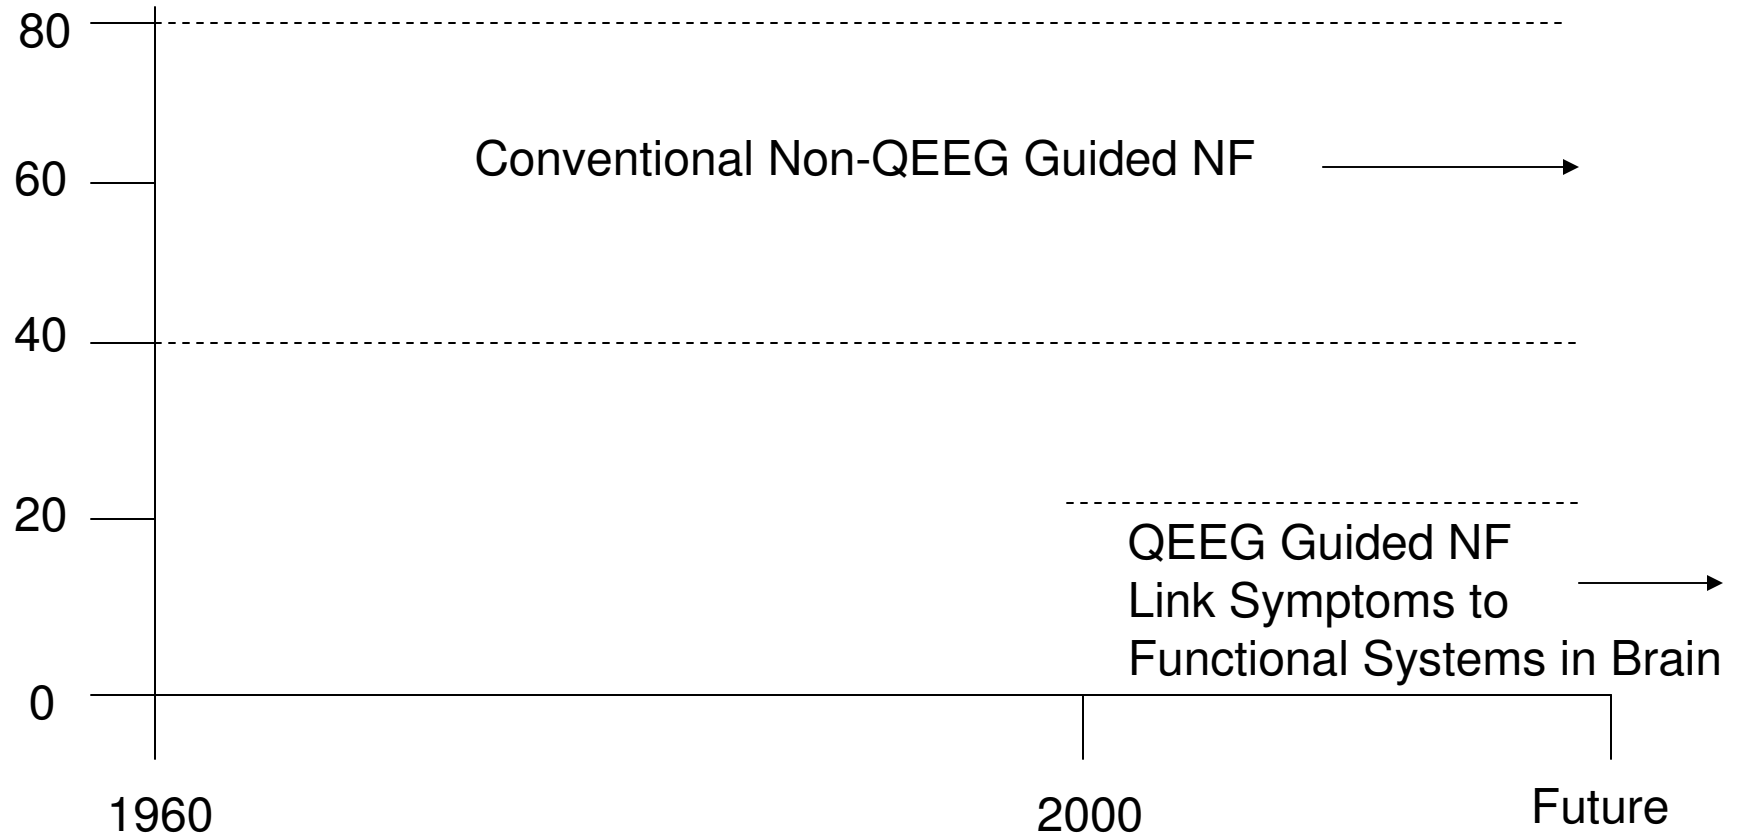 80
Conventional Non-QEEG Guided NF
60
40
20
QEEG Guided NF
Link Symptoms to
Functional Systems in Brain
0
1960
2000
Future